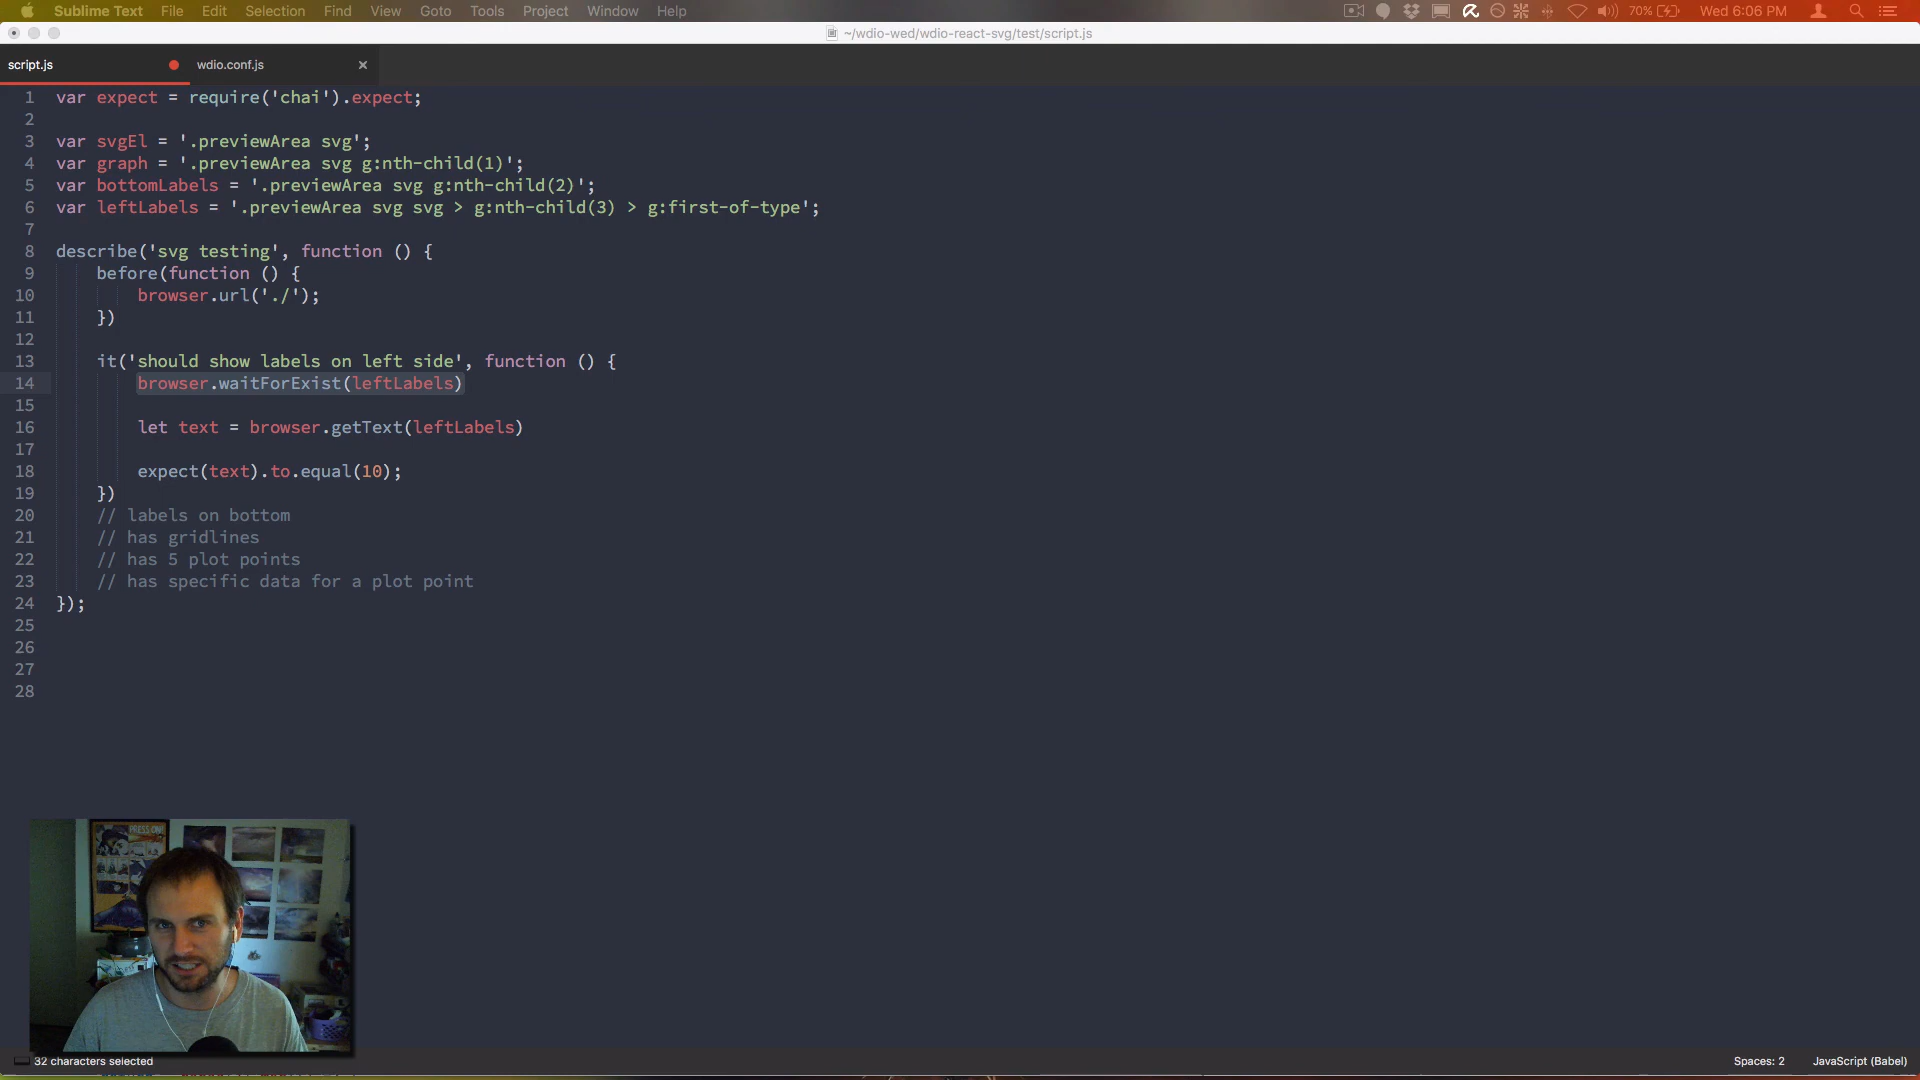 Sublime Text File Edit Selection Find View Goto Tools Project Window Help 70% Wed 6:06 PM
~/wdio-wed/wdio-react-svg/test/script.js
script.js wdio.conf.js ×
1 var expect = require('chai').expect;
2
3 var svgEl = '.previewArea svg';
4 var graph = '.previewArea svg g:nth-child(1)';
5 var bottomLabels = '.previewArea svg g:nth-child(2)';
6 var leftLabels = '.previewArea svg svg > g:nth-child(3) > g:first-of-type';
7
8 describe('svg testing', function () {
9 before(function () {
10 browser.url('./');
11 })
12
13 it('should show labels on left side', function () {
14 browser.waitForExist(leftLabels)
15
16 let text = browser.getText(leftLabels)
17
18 expect(text).to.equal(10);
19 })
20 // labels on bottom
21 // has gridlines
22 // has 5 plot points
23 // has specific data for a plot point
24 });
25
26
27
28
PRESS ON!
32 characters selected Spaces: 2 JavaScript (Babel)